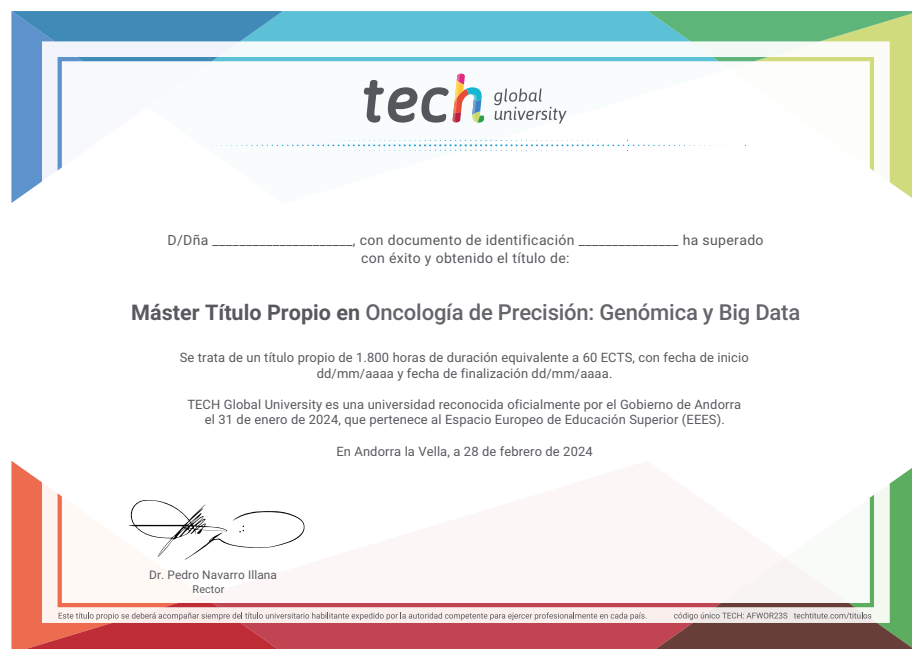 tech global university
D/Dña _____________________, con documento de identificación _______________ ha superado
con éxito y obtenido el título de:
Máster Título Propio en Oncología de Precisión: Genómica y Big Data
Se trata de un título propio de 1.800 horas de duración equivalente a 60 ECTS, con fecha de inicio
dd/mm/aaaa y fecha de finalización dd/mm/aaaa.
TECH Global University es una universidad reconocida oficialmente por el Gobierno de Andorra
el 31 de enero de 2024, que pertenece al Espacio Europeo de Educación Superior (EEES).
En Andorra la Vella, a 28 de febrero de 2024
Dr. Pedro Navarro Illana
Rector
Este título propio se deberá acompañar siempre del título universitario habilitante expedido por la autoridad competente para ejercer profesionalmente en cada país. código único TECH: AFWOR23S techtitute.com/titulos